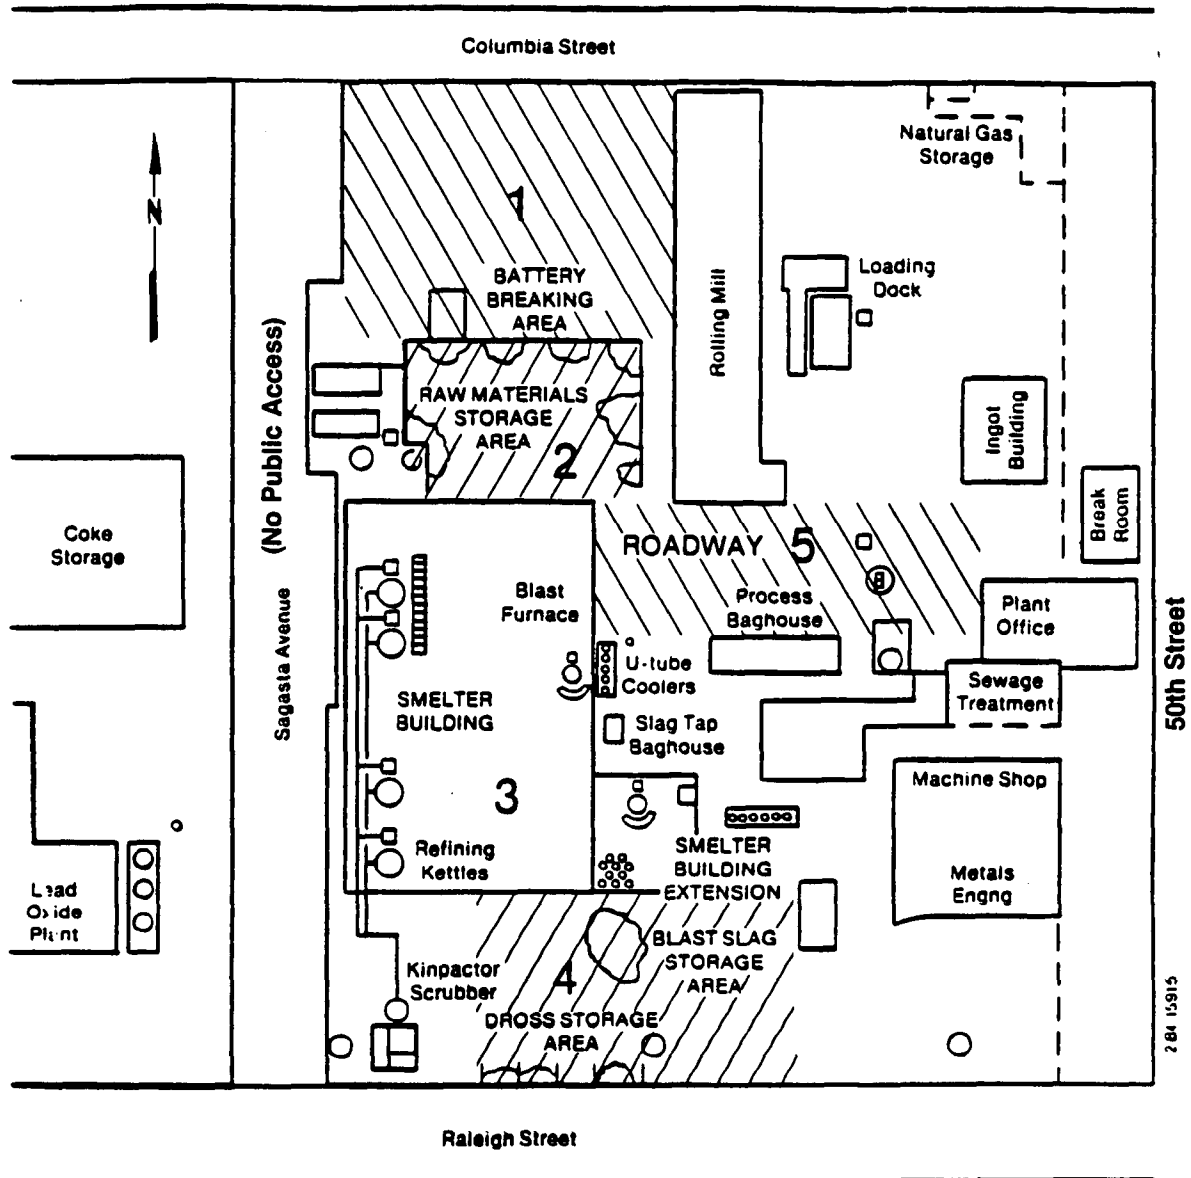 Columbia Street
Natural Gas
Storage
N
1
BATTERY
BREAKING
AREA
Rolling Mill
Loading
Dock
Sagasta Avenue (No Public Access)
RAW MATERIALS
STORAGE
AREA
2
Ingot
Building
Break
Room
Coke
Storage
ROADWAY 5
Blast
Furnace
Process
Baghouse
Plant
Office
U-tube
Coolers
Sewage
Treatment
50th Street
SMELTER
BUILDING
Slag Tap
Baghouse
3
Machine Shop
Refining
Kettles
SMELTER
BUILDING
EXTENSION
Metals
Engng
Lead
Oxide
Plant
BLAST SLAG
STORAGE
AREA
Kinpactor
Scrubber
4
DROSS STORAGE
AREA
2 84 15915
Raleigh Street